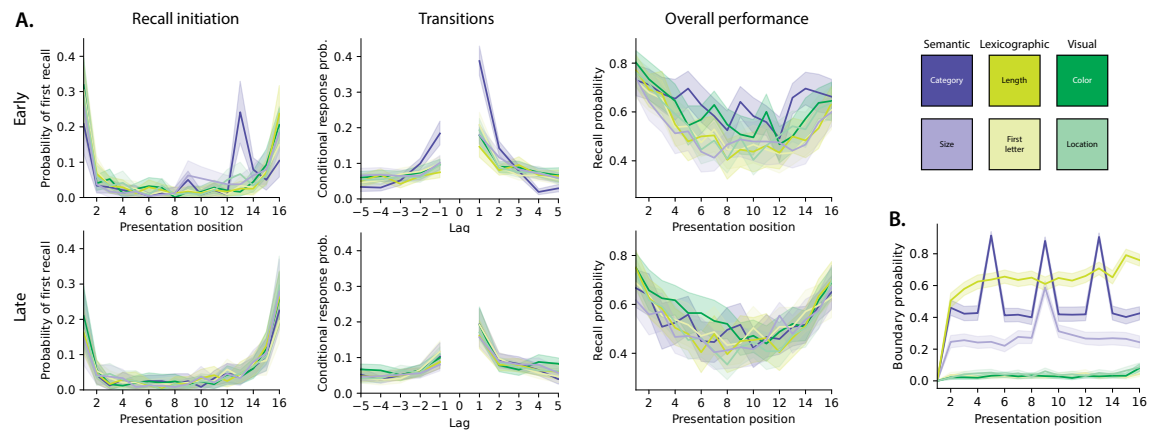 A.
Recall initiation
Transitions
Overall performance
Early
Probability of first recall
0.4
0.3
0.2
0.1
0.0
2 4 6 8 10 12 14 16
Presentation position
Conditional response prob.
0.4
0.3
0.2
0.1
0.0
−5 −4 −3 −2 −1 0 1 2 3 4 5
Lag
Recall probability
0.8
0.6
0.4
2 4 6 8 10 12 14 16
Presentation position
Late
Probability of first recall
0.4
0.3
0.2
0.1
0.0
2 4 6 8 10 12 14 16
Presentation position
Conditional response prob.
0.4
0.3
0.2
0.1
0.0
−5 −4 −3 −2 −1 0 1 2 3 4 5
Lag
Recall probability
0.8
0.6
0.4
2 4 6 8 10 12 14 16
Presentation position
Semantic Lexicographic Visual
Category Length Color
Size First letter Location
B.
Boundary probability
0.8
0.6
0.4
0.2
0.0
2 4 6 8 10 12 14 16
Presentation position